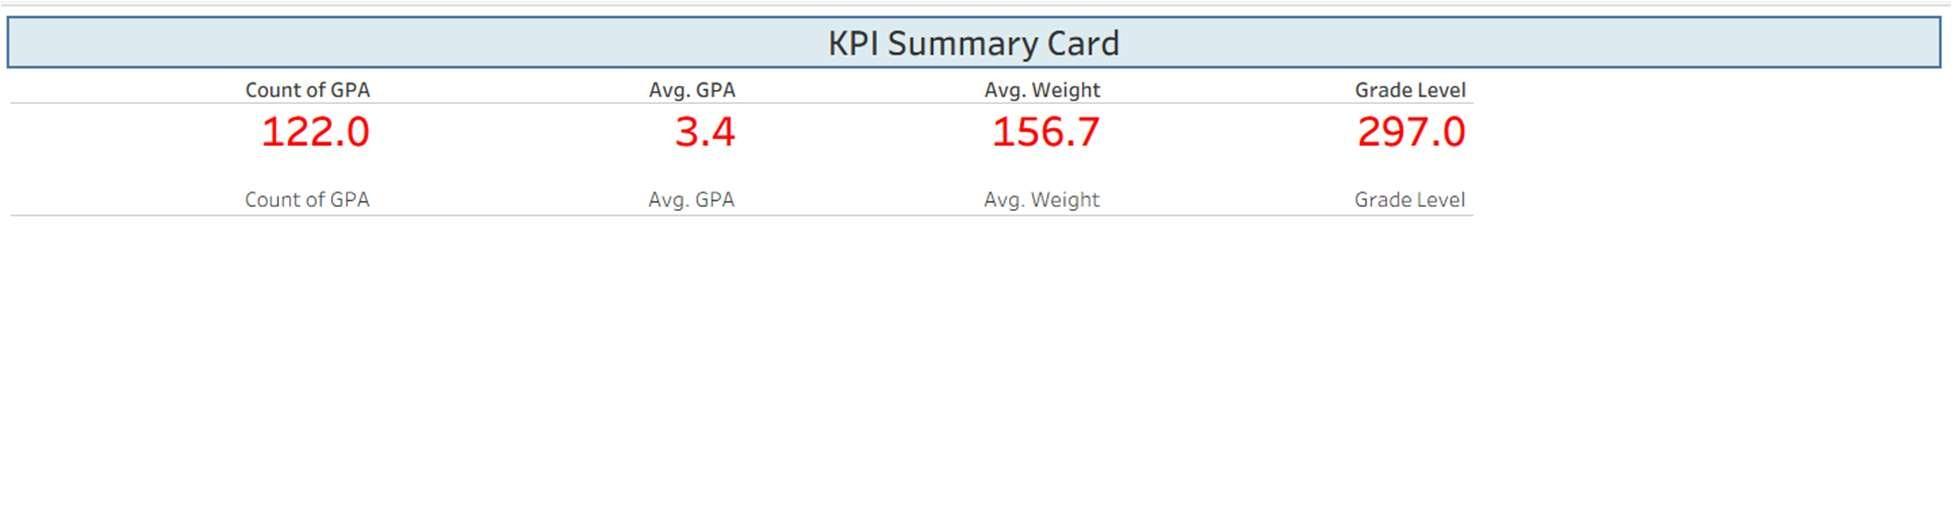 KPI Summary Card
Count of GPA Avg. GPA Avg. Weight Grade Level
122.0 3.4 156.7 297.0
Count of GPA Avg. GPA Avg. Weight Grade Level